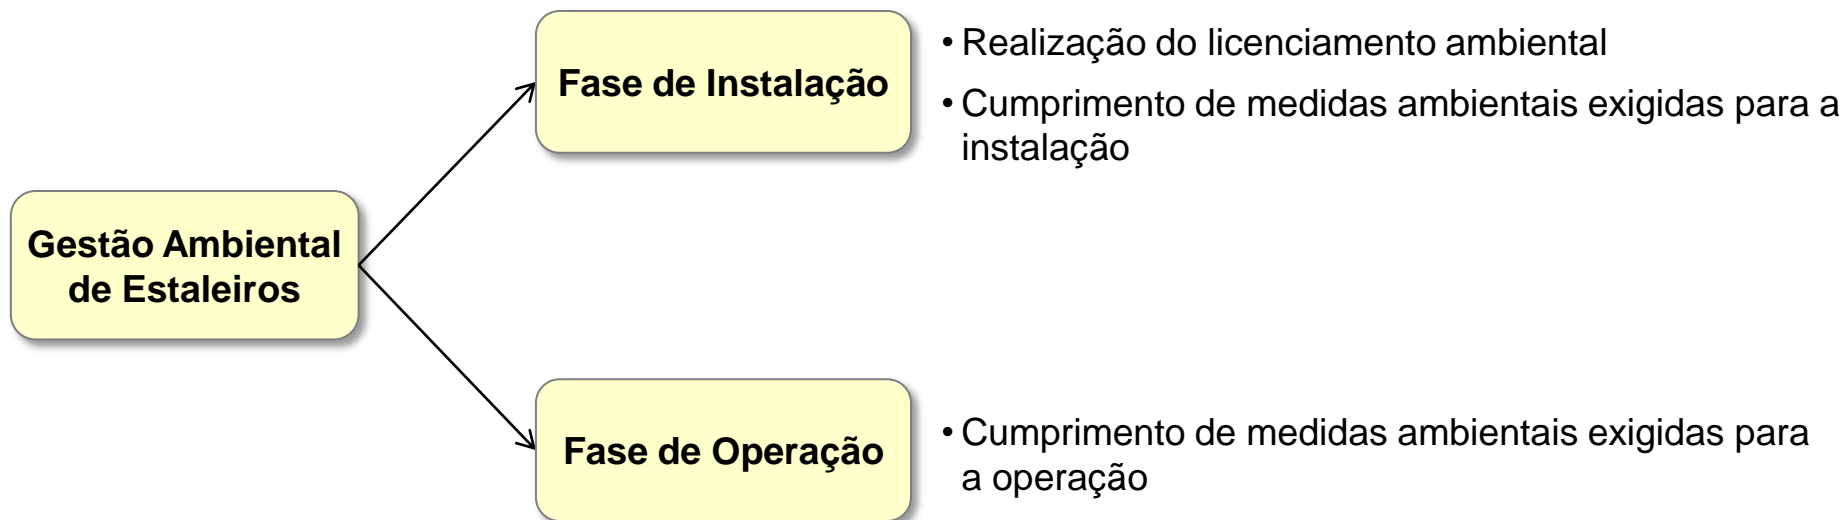 Gestão Ambiental
de Estaleiros
Fase de Instalação
• Realização do licenciamento ambiental
• Cumprimento de medidas ambientais exigidas para a
instalação
Fase de Operação
• Cumprimento de medidas ambientais exigidas para
a operação